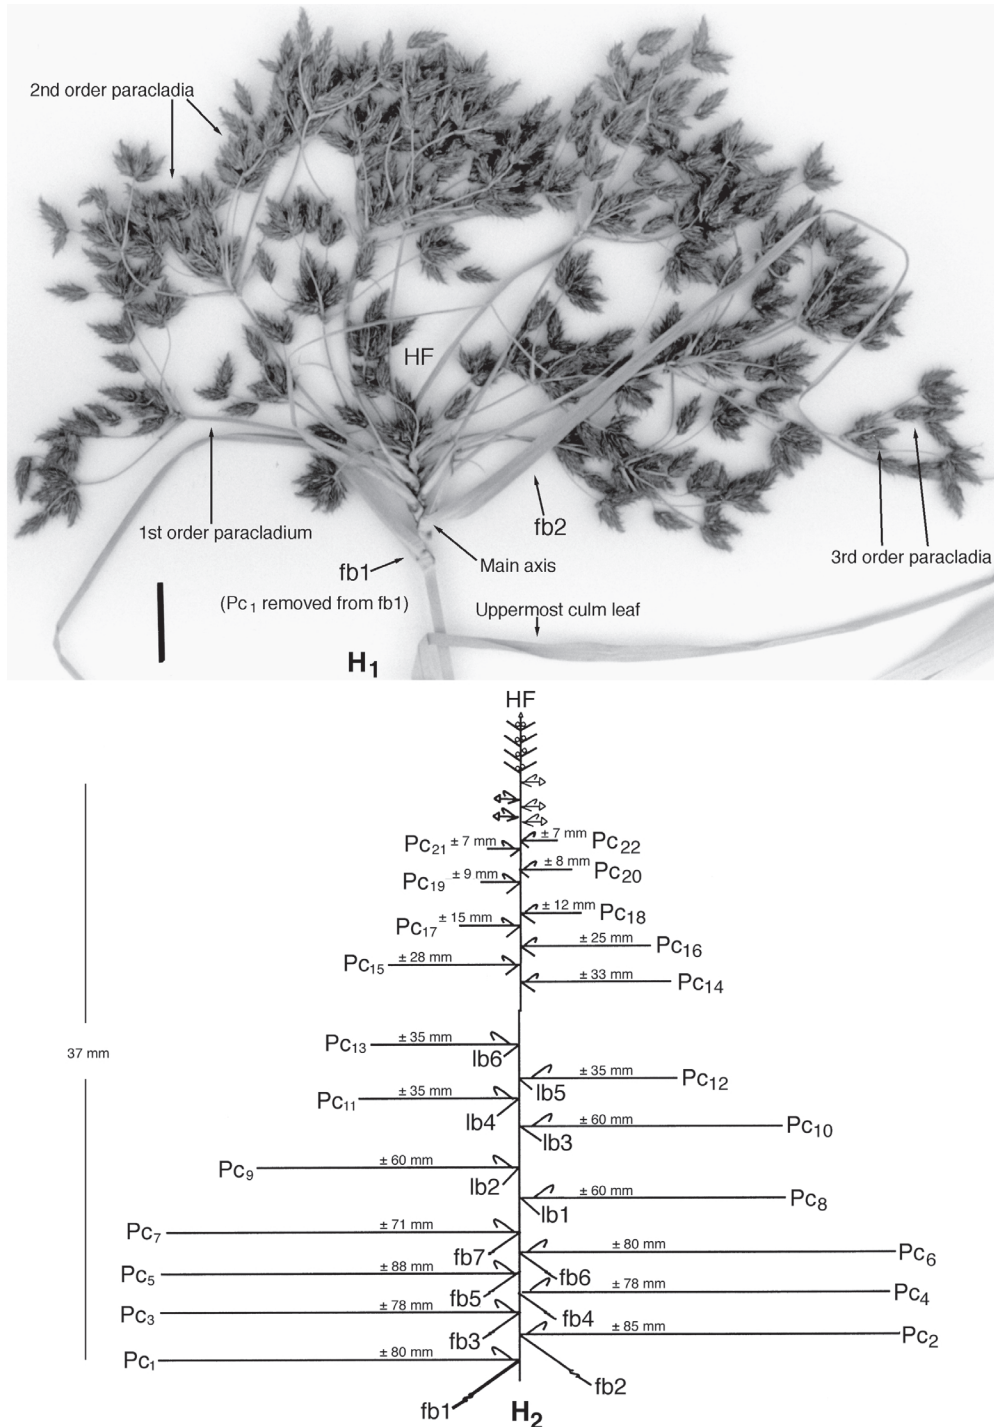 2nd order paracladia
HF
1st order paracladium
fb2
3rd order paracladia
Main axis
fb1
(Pc1 removed from fb1)
Uppermost culm leaf
H1
HF
± 7 mm Pc22
Pc21 ± 7 mm
± 8 mm Pc20
Pc19 ± 9 mm
± 12 mm Pc18
Pc17 ± 15 mm
± 25 mm Pc16
Pc15 ± 28 mm
± 33 mm Pc14
Pc13 ± 35 mm
37 mm
lb6
± 35 mm Pc12
lb5
Pc11 ± 35 mm
lb4
± 60 mm Pc10
lb3
Pc9 ± 60 mm
lb2
± 60 mm Pc8
lb1
Pc7 ± 71 mm
fb7
± 80 mm Pc6
fb6
Pc5 ± 88 mm
fb5
± 78 mm Pc4
fb4
Pc3 ± 78 mm
fb3
± 85 mm Pc2
fb2
Pc1 ± 80 mm
fb1
H2